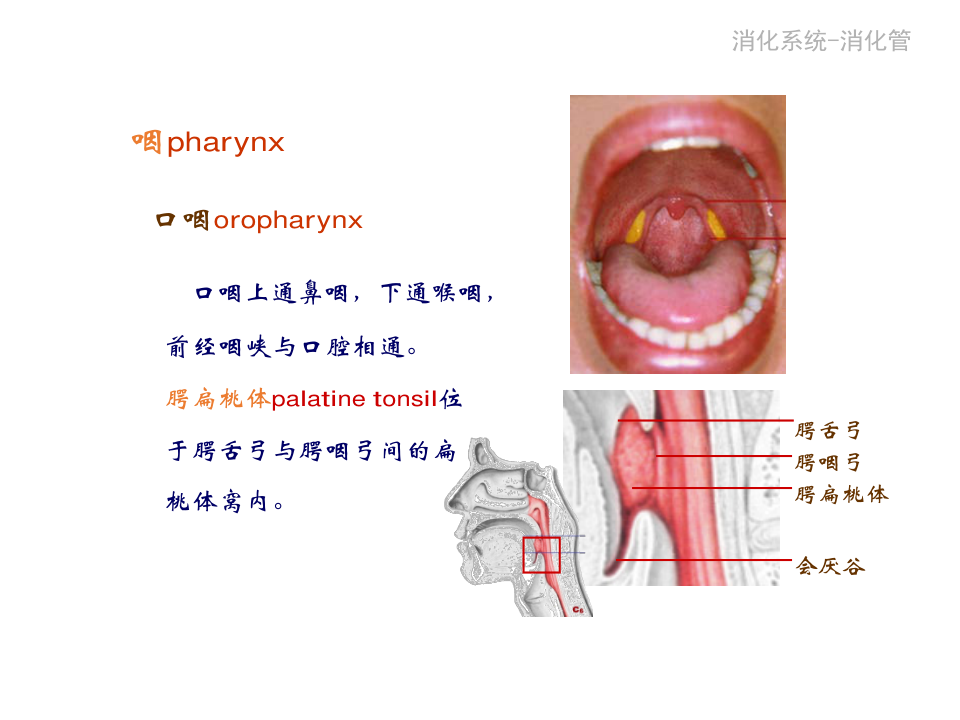 消化系统-消化管
咽pharynx
口咽oropharynx
口咽上通鼻咽，下通喉咽，
前经咽峡与口腔相通。
腭扁桃体palatine tonsil位
于腭舌弓与腭咽弓间的扁
桃体窝内。
腭舌弓
腭咽弓
腭扁桃体
会厌谷
C6